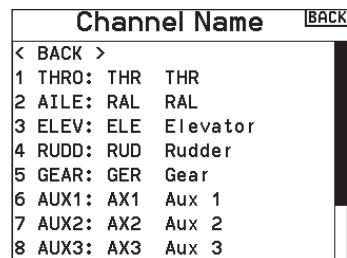 Channel Name BACK
< BACK >
1 THRO: THR THR
2 AILE: RAL RAL
3 ELEV: ELE Elevator
4 RUDD: RUD Rudder
5 GEAR: GER Gear
6 AUX1: AX1 Aux 1
7 AUX2: AX2 Aux 2
8 AUX3: AX3 Aux 3